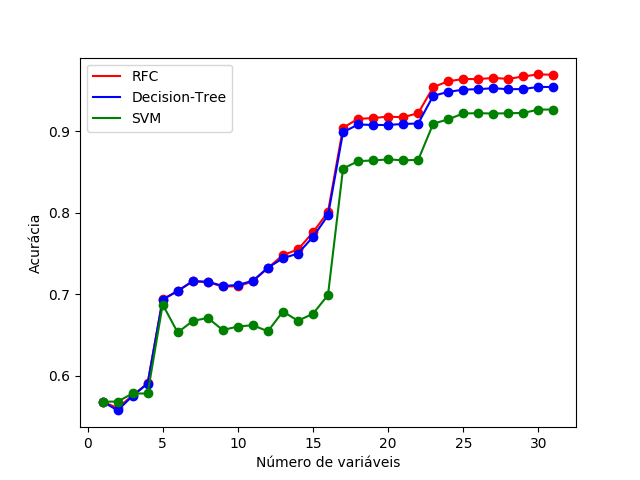 RFC
Decision-Tree
SVM
Acurácia
0.9
0.8
0.7
0.6
0 5 10 15 20 25 30
Número de variáveis